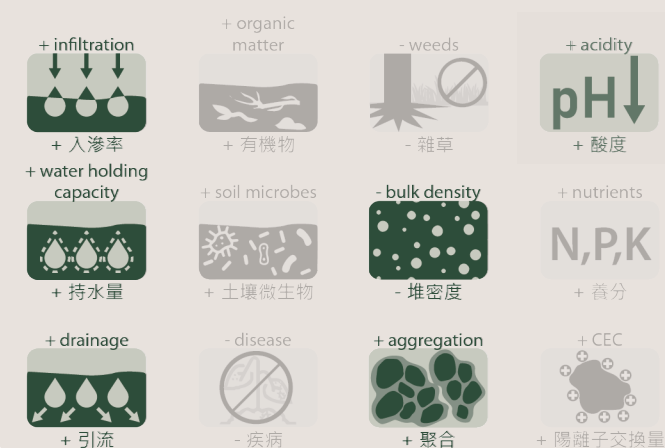 + infiltration
+ 入滲率
+ organic
matter
+ 有機物
- weeds
- 雜草
+ acidity
pH
+ 酸度
+ water holding
capacity
+ 持水量
+ soil microbes
+ 土壤微生物
- bulk density
- 堆密度
+ nutrients
N,P,K
+ 養分
+ drainage
+ 引流
- disease
- 疾病
+ aggregation
+ 聚合
+ CEC
+ 陽離子交換量